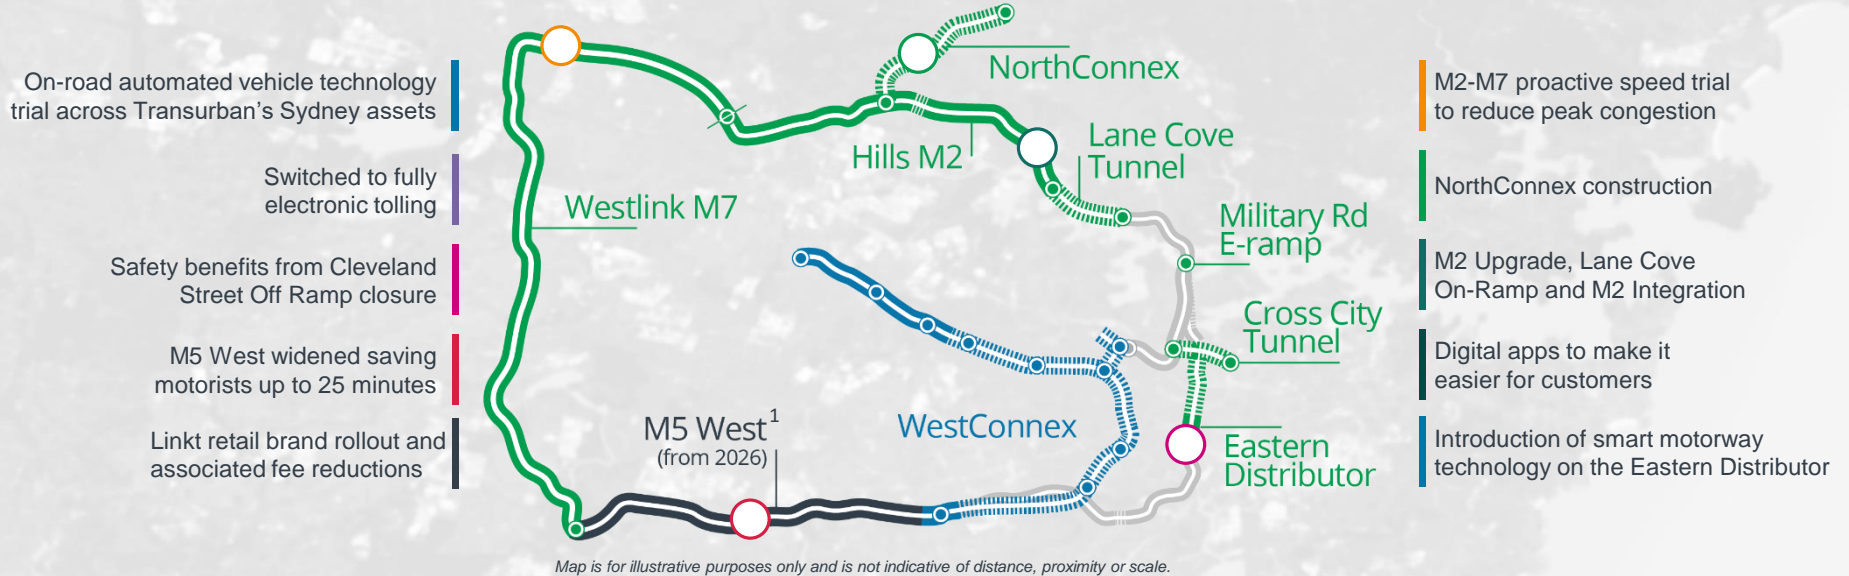 On-road automated vehicle technology
trial across Transurban's Sydney assets
Switched to fully
electronic tolling
Safety benefits from Cleveland
Street Off Ramp closure
M5 West widened saving
motorists up to 25 minutes
Linkt retail brand rollout and
associated fee reductions
NorthConnex
Hills M2
Lane Cove
Tunnel
Westlink M7
Military Rd
E-ramp
Cross City
Tunnel
WestConnex
M5 West¹
(from 2026)
Eastern
Distributor
M2-M7 proactive speed trial
to reduce peak congestion
NorthConnex construction
M2 Upgrade, Lane Cove
On-Ramp and M2 Integration
Digital apps to make it
easier for customers
Introduction of smart motorway
technology on the Eastern Distributor
Map is for illustrative purposes only and is not indicative of distance, proximity or scale.